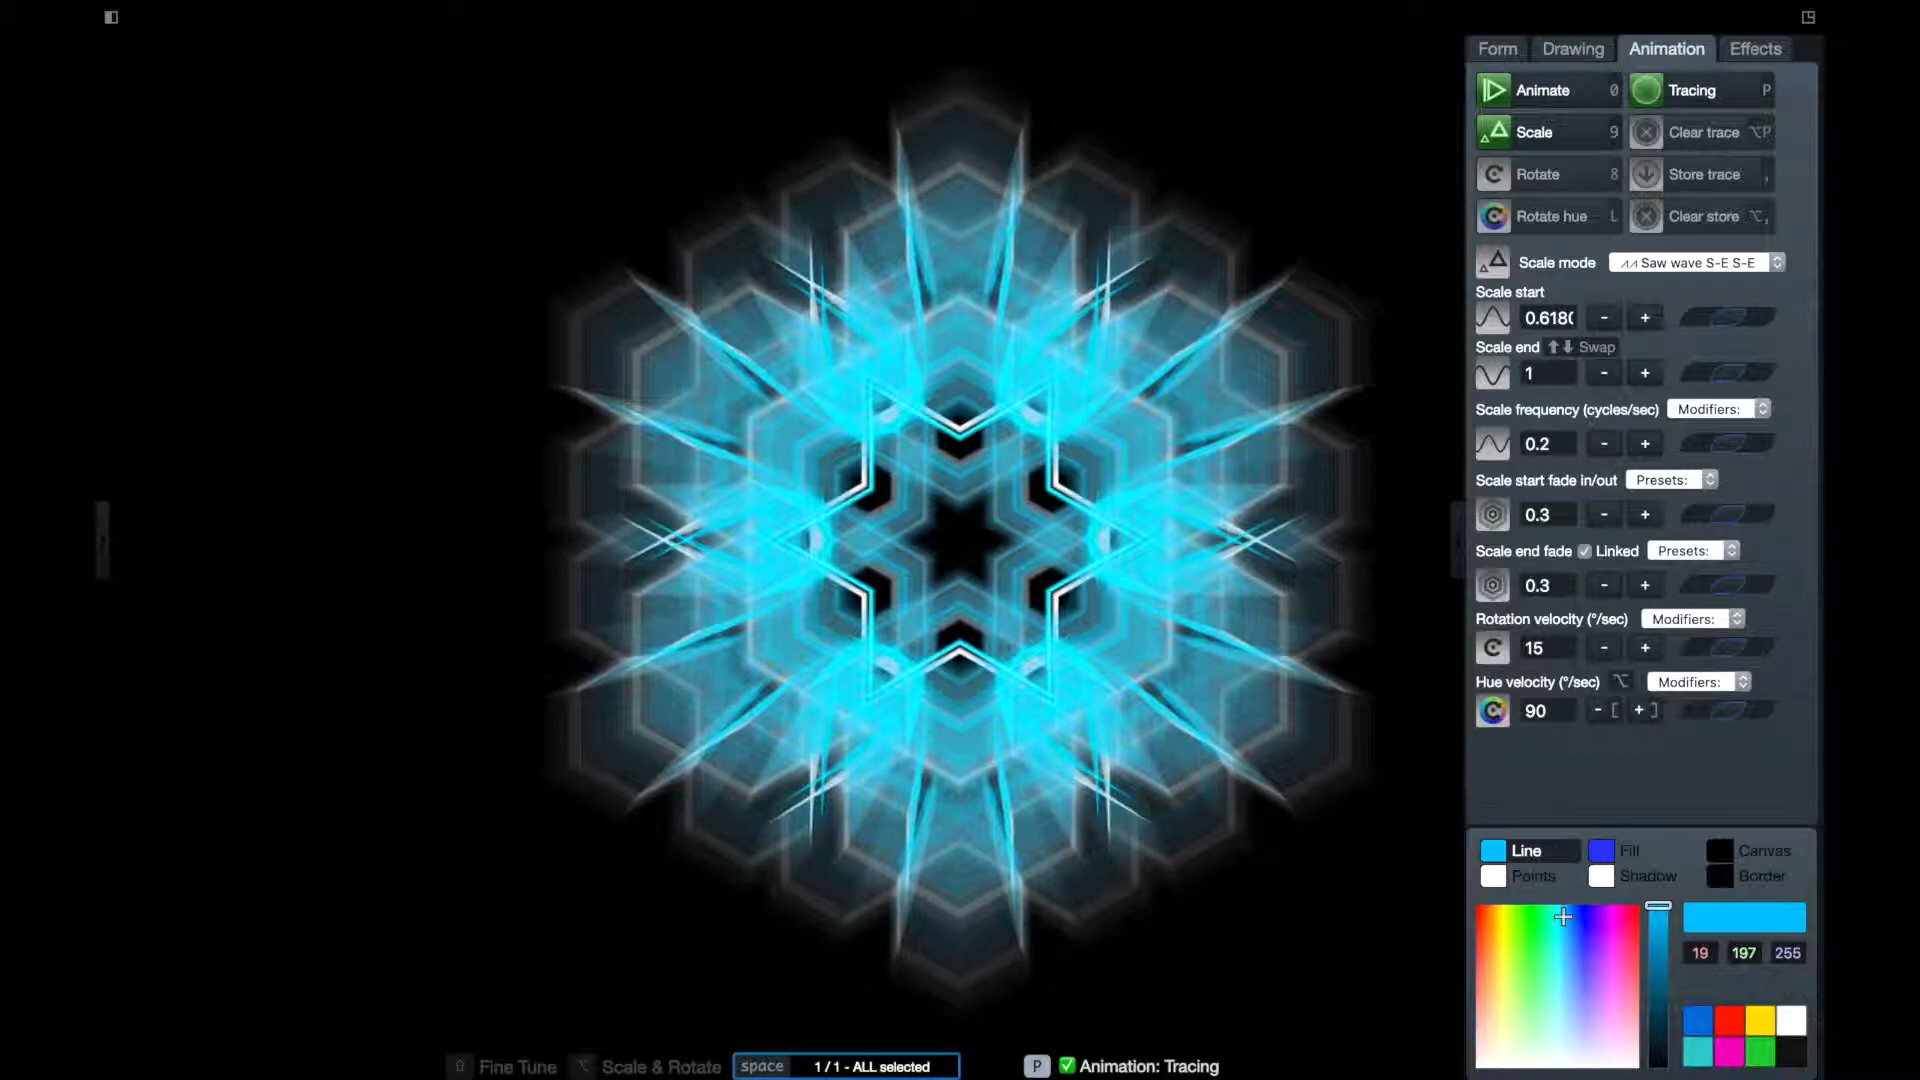 Form Drawing Animation Effects
Animate 0 Tracing P
Scale 9 Clear trace ⌥P
Rotate 8 Store trace ,
Rotate hue L Clear store ⌥,
Scale mode Saw wave S-E S-E
Scale start
0.618 - +
Scale end Swap
1 - +
Scale frequency (cycles/sec) Modifiers:
0.2 - +
Scale start fade in/out Presets:
0.3 - +
Scale end fade Linked Presets:
0.3 - +
Rotation velocity (°/sec) Modifiers:
15 - +
Hue velocity (°/sec) ⌥ Modifiers:
90 - [ + ]
Line Fill Canvas
Points Shadow Border
19 197 255
Fine Tune ⌥ Scale & Rotate space 1 / 1 - ALL selected P Animation: Tracing